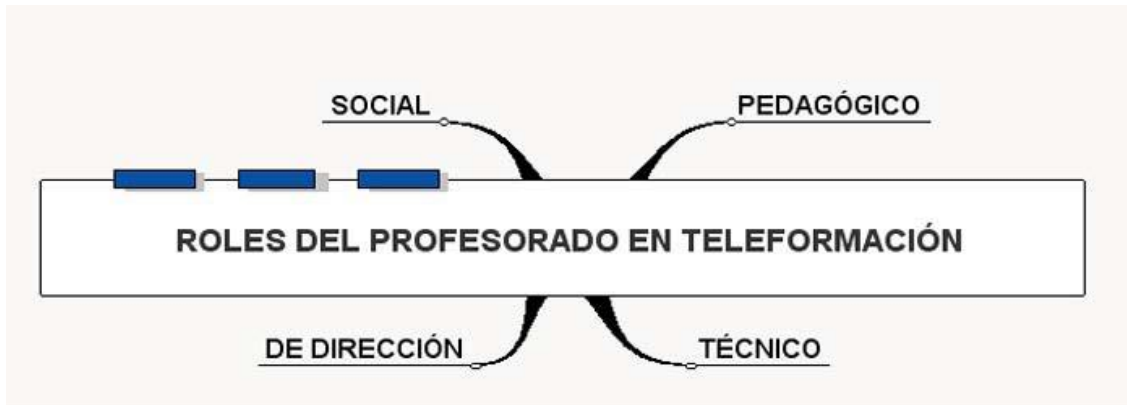 SOCIAL
PEDAGÓGICO
ROLES DEL PROFESORADO EN TELEFORMACIÓN
DE DIRECCIÓN
TÉCNICO